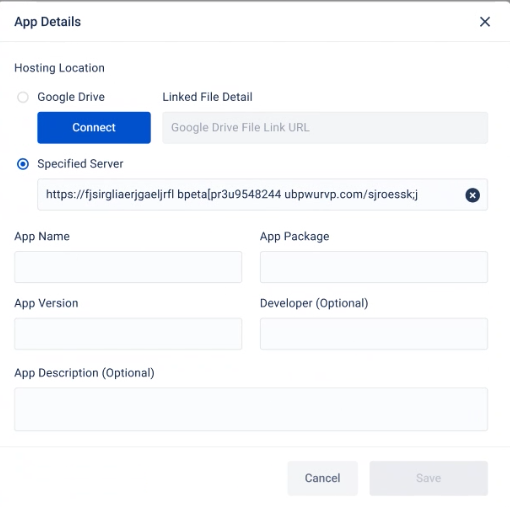 App Details
Hosting Location
Google Drive
Linked File Detail
Connect
Google Drive File Link URL
Specified Server
https://fjsirgliaerjgaeljrfl bpeta[pr3u9548244 ubpwurvp.com/sjroessk;j
App Name
App Package
App Version
Developer (Optional)
App Description (Optional)
Cancel
Save